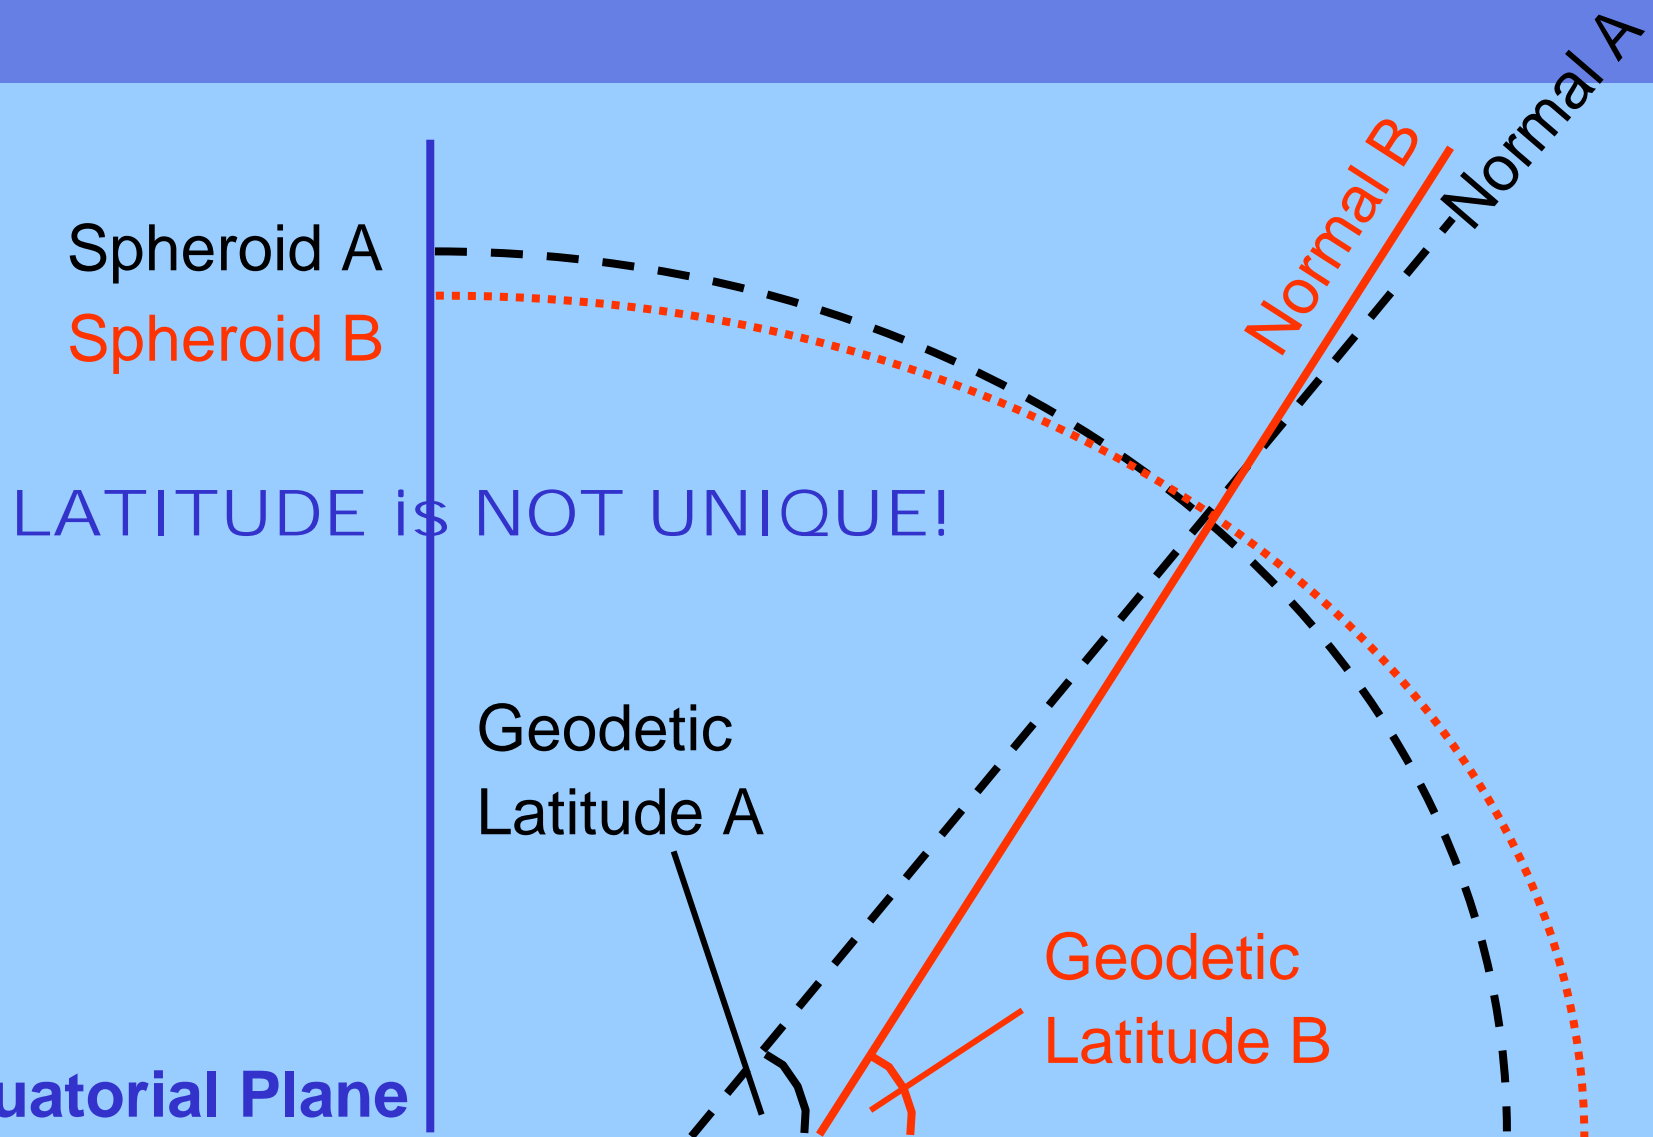 Normal A
Normal B
Spheroid A
Spheroid B
LATITUDE is NOT UNIQUE!
Geodetic
Latitude A
Geodetic
Latitude B
uatorial Plane